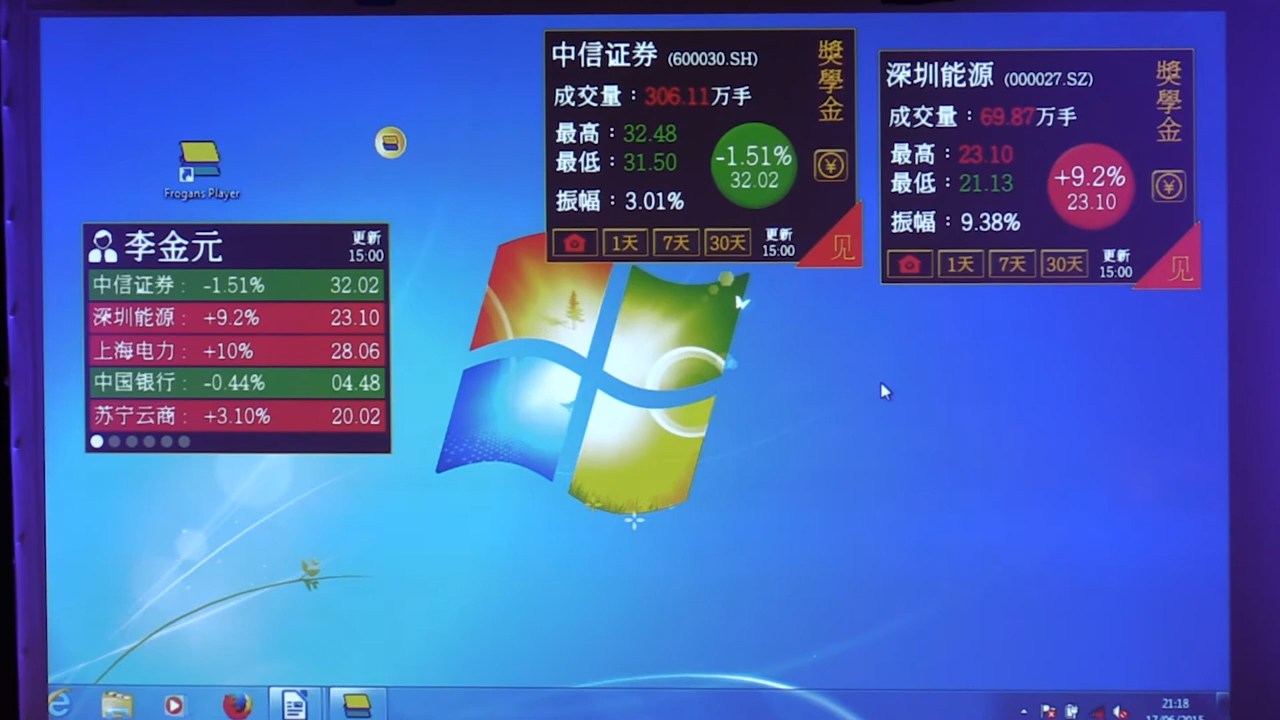 Frogans Player
李金元
更新
15:00
中信证券： -1.51% 32.02
深圳能源： +9.2% 23.10
上海电力： +10% 28.06
中国银行： -0.44% 04.48
苏宁云商： +3.10% 20.02
中信证券 (600030.SH)
獎學金
成交量：306.11万手
最高：32.48
最低：31.50
-1.51%
32.02
¥
振幅：3.01%
1天 7天 30天
更新
15:00
见
深圳能源 (000027.SZ)
獎學金
成交量：69.87万手
最高：23.10
最低：21.13
+9.2%
23.10
¥
振幅：9.38%
1天 7天 30天
更新
15:00
见
21:18
17/06/2015